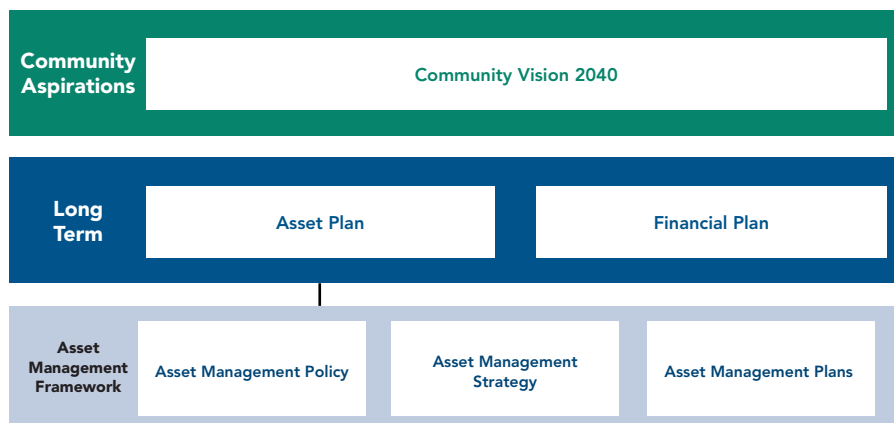 Community
Aspirations
Community Vision 2040
Long
Term
Asset Plan
Financial Plan
Asset
Management
Framework
Asset Management Policy
Asset Management
Strategy
Asset Management Plans